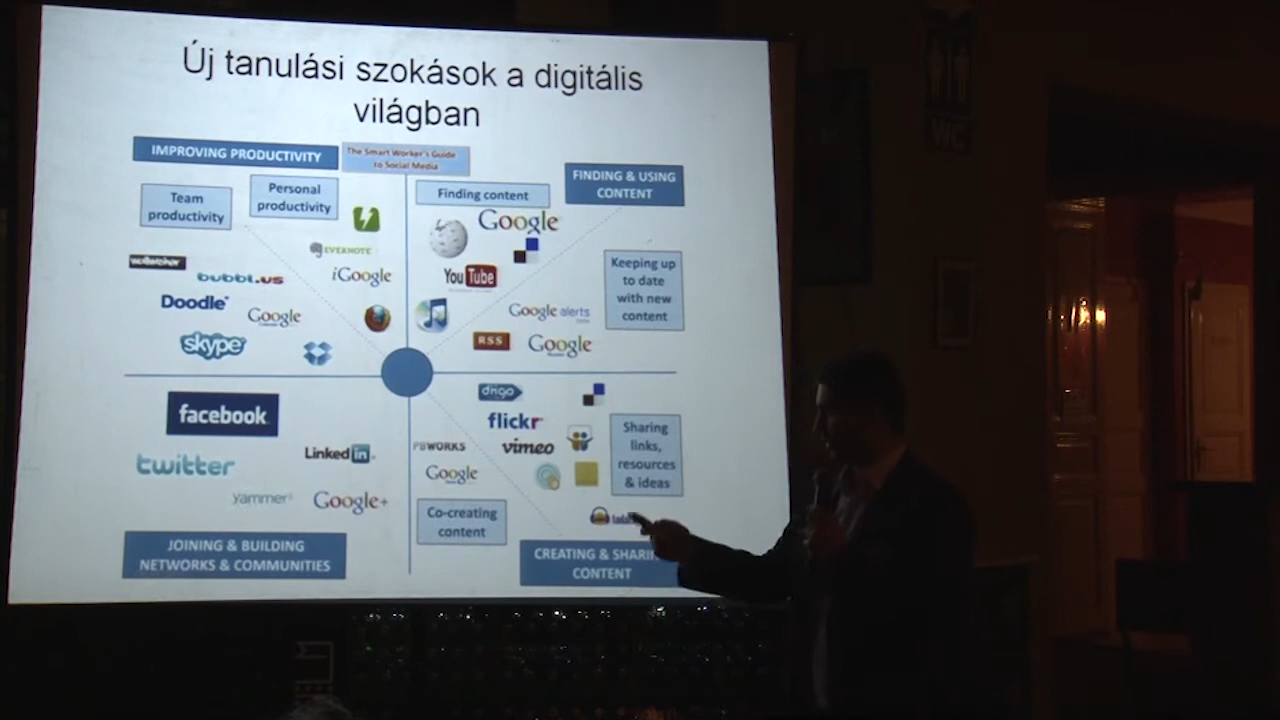 Új tanulási szokások a digitális
világban
IMPROVING PRODUCTIVITY
The Smart Worker's Guide
to Social Media
FINDING & USING
CONTENT
Team
productivity
Personal
productivity
Finding content
Google
EVERNOTE
iGoogle
bubbl.us
Doodle
Google
skype
You Tube
Keeping up
to date
with new
content
Google alerts
RSS
Google
facebook
twitter
Linked in
yammer
Google+
JOINING & BUILDING
NETWORKS & COMMUNITIES
diigo
flickr
PBWORKS
vimeo
Google
Sharing
links,
resources
& ideas
Co-creating
content
CREATING &
CONTENT
WC